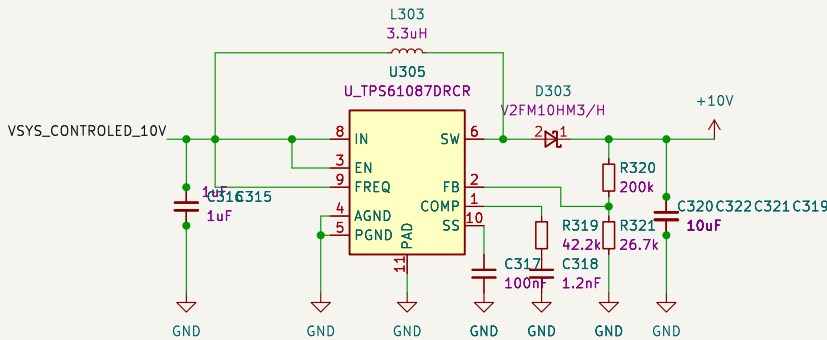 L303
3.3uH
U305
U_TPS61087DRCR
D303
V2FM10HM3/H
+10V
VSYS_CONTROLED_10V
8 IN
SW 6
2 1
3 EN
9 FREQ
FB 2
COMP 1
SS 10
4 AGND
5 PGND
PAD
11
1uF
C316 C315
1uF
R320
200k
C320 C322 C321 C319
10uF
R319
42.2k
R321
26.7k
C317
100nF
C318
1.2nF
GND GND GND GND GND GND GND